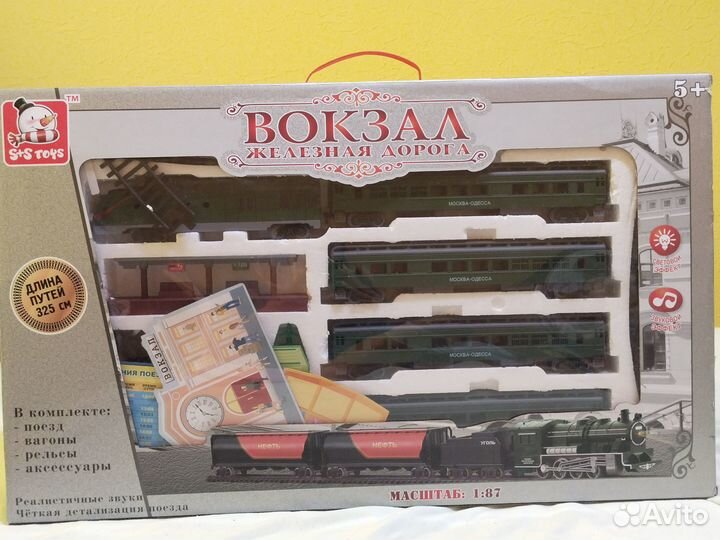 TM
S+S TOYS
5+
ВОКЗАЛ
ЖЕЛЕЗНАЯ ДОРОГА
МОСКВА-ОДЕССА
МОСКВА-ОДЕССА
МОСКВА-ОДЕССА
ДЛИНА
ПУТЕЙ
325 СМ
СВЕТОВОЙ
ЭФФЕКТ
ЗВУКОВОЙ
ЭФФЕКТ
ВОКЗАЛ
В комплекте:
- поезд
- вагоны
- рельсы
- аксессуары
НЕФТЬ
НЕФТЬ
УГОЛЬ
МАСШТАБ: 1:87
Реалистичные звуки
Чёткая детализация поезда
Avito